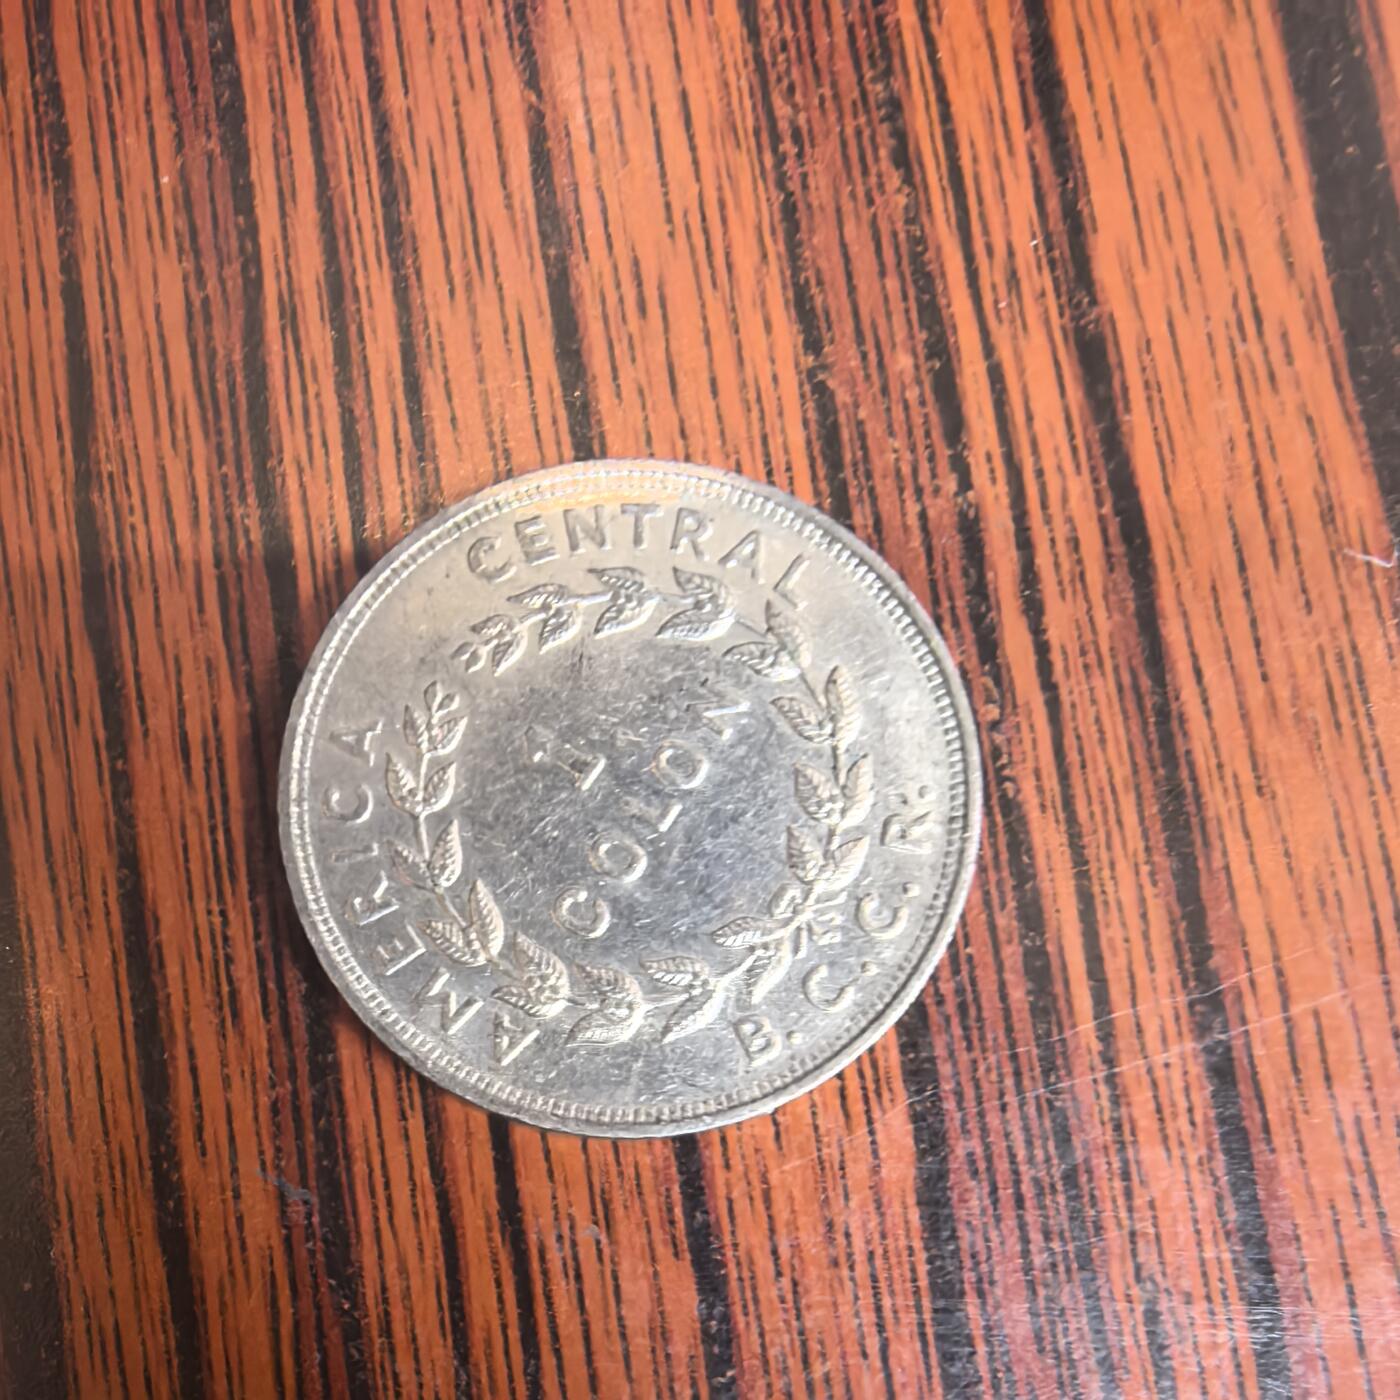 AMERICA CENTRAL
1
COLON
B. C. C. R.